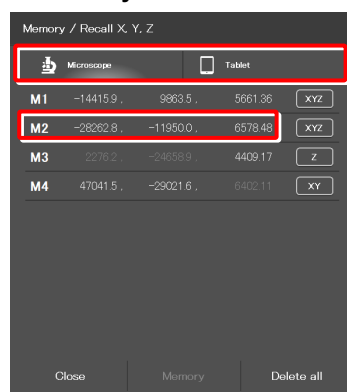 Memory / Recall X, Y, Z
Microscope Tablet
M1 -14415.9 , 9863.5 , 5661.36 XYZ
M2 -28262.8 , -11950.0 , 6578.48 XYZ
M3 2276.2 , -24658.9 , 4409.17 Z
M4 47041.5 , -29021.6 , 6402.11 XY
Close Memory Delete all